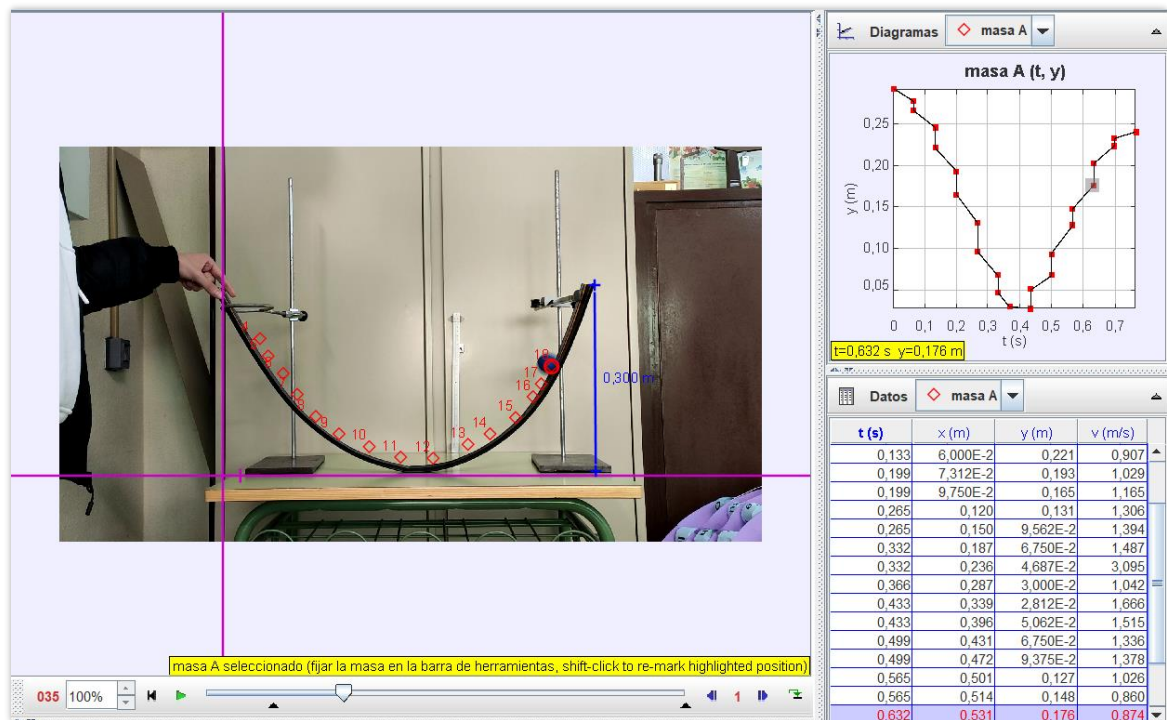 Diagramas masa A
masa A (t, y)
0,25
0,20
0,15
0,10
0,05
y (m)
0 0,1 0,2 0,3 0,4 0,5 0,6 0,7
t (s)
t=0,632 s y=0,176 m
4
5
6
7
8
9
10
11
12
13
14
15
16
17
18
0,300 m
Datos masa A
t (s) x (m) y (m) v (m/s)
0,133 6,000E-2 0,221 0,907
0,199 7,312E-2 0,193 1,029
0,199 9,750E-2 0,165 1,165
0,265 0,120 0,131 1,306
0,265 0,150 9,562E-2 1,394
0,332 0,187 6,750E-2 1,487
0,332 0,236 4,687E-2 3,095
0,366 0,287 3,000E-2 1,042
0,433 0,339 2,812E-2 1,666
0,433 0,396 5,062E-2 1,515
0,499 0,431 6,750E-2 1,336
0,499 0,472 9,375E-2 1,378
0,565 0,501 0,127 1,026
0,565 0,514 0,148 0,860
0,632 0,531 0,176 0,874
masa A seleccionado (fijar la masa en la barra de herramientas, shift-click to re-mark highlighted position)
035 100% 1